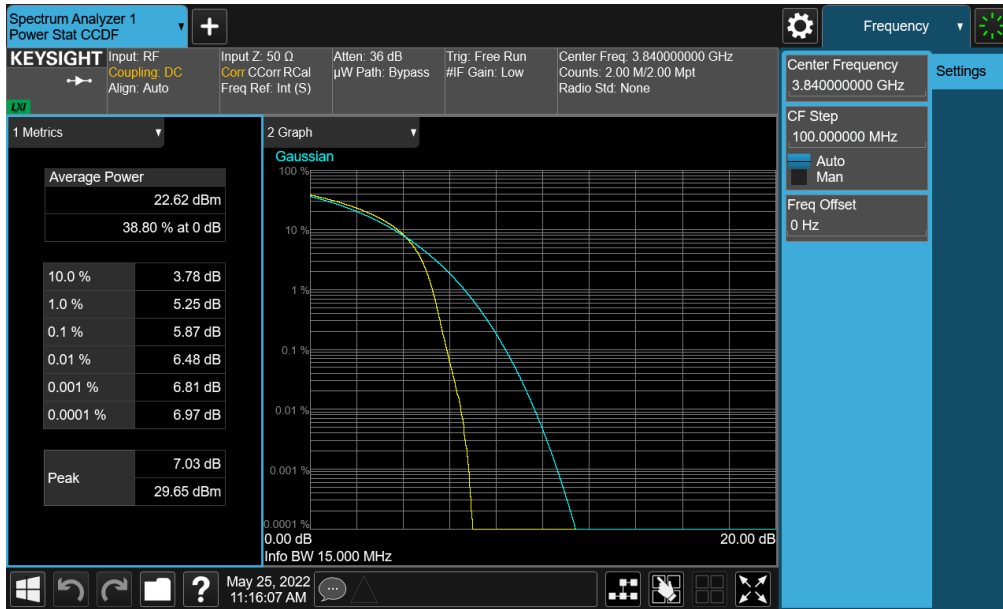 Spectrum Analyzer 1
Power Stat CCDF
+
Frequency
KEYSIGHT
LXI
Input: RF
Coupling: DC
Align: Auto
Input Z: 50 Ω
Corr CCorr RCal
Freq Ref: Int (S)
Atten: 36 dB
µW Path: Bypass
Trig: Free Run
#IF Gain: Low
Center Freq: 3.840000000 GHz
Counts: 2.00 M/2.00 Mpt
Radio Std: None
Center Frequency
3.840000000 GHz
Settings
CF Step
100.000000 MHz
Auto
Man
Freq Offset
0 Hz
1 Metrics
Average Power
22.62 dBm
38.80 % at 0 dB
10.0 % 3.78 dB
1.0 % 5.25 dB
0.1 % 5.87 dB
0.01 % 6.48 dB
0.001 % 6.81 dB
0.0001 % 6.97 dB
Peak
7.03 dB
29.65 dBm
2 Graph
Gaussian
100 %
10 %
1 %
0.1 %
0.01 %
0.001 %
0.0001 %
0.00 dB 20.00 dB
Info BW 15.000 MHz
?
May 25, 2022
11:16:07 AM